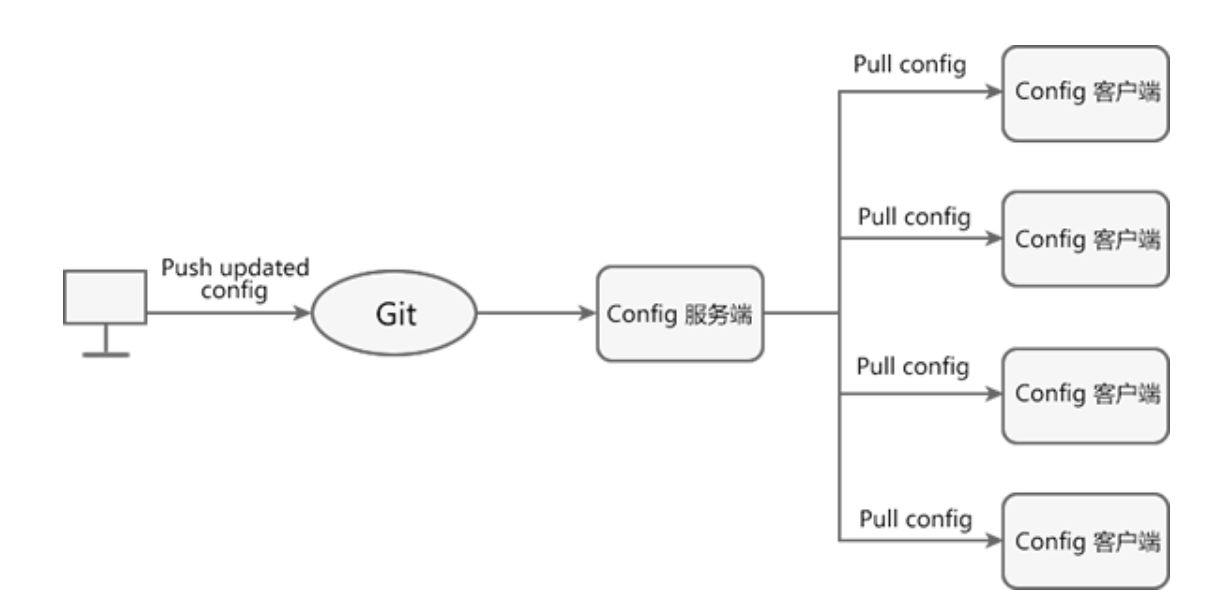 Push updated
config
Git
Config 服务端
Pull config
Config 客户端
Pull config
Config 客户端
Pull config
Config 客户端
Pull config
Config 客户端